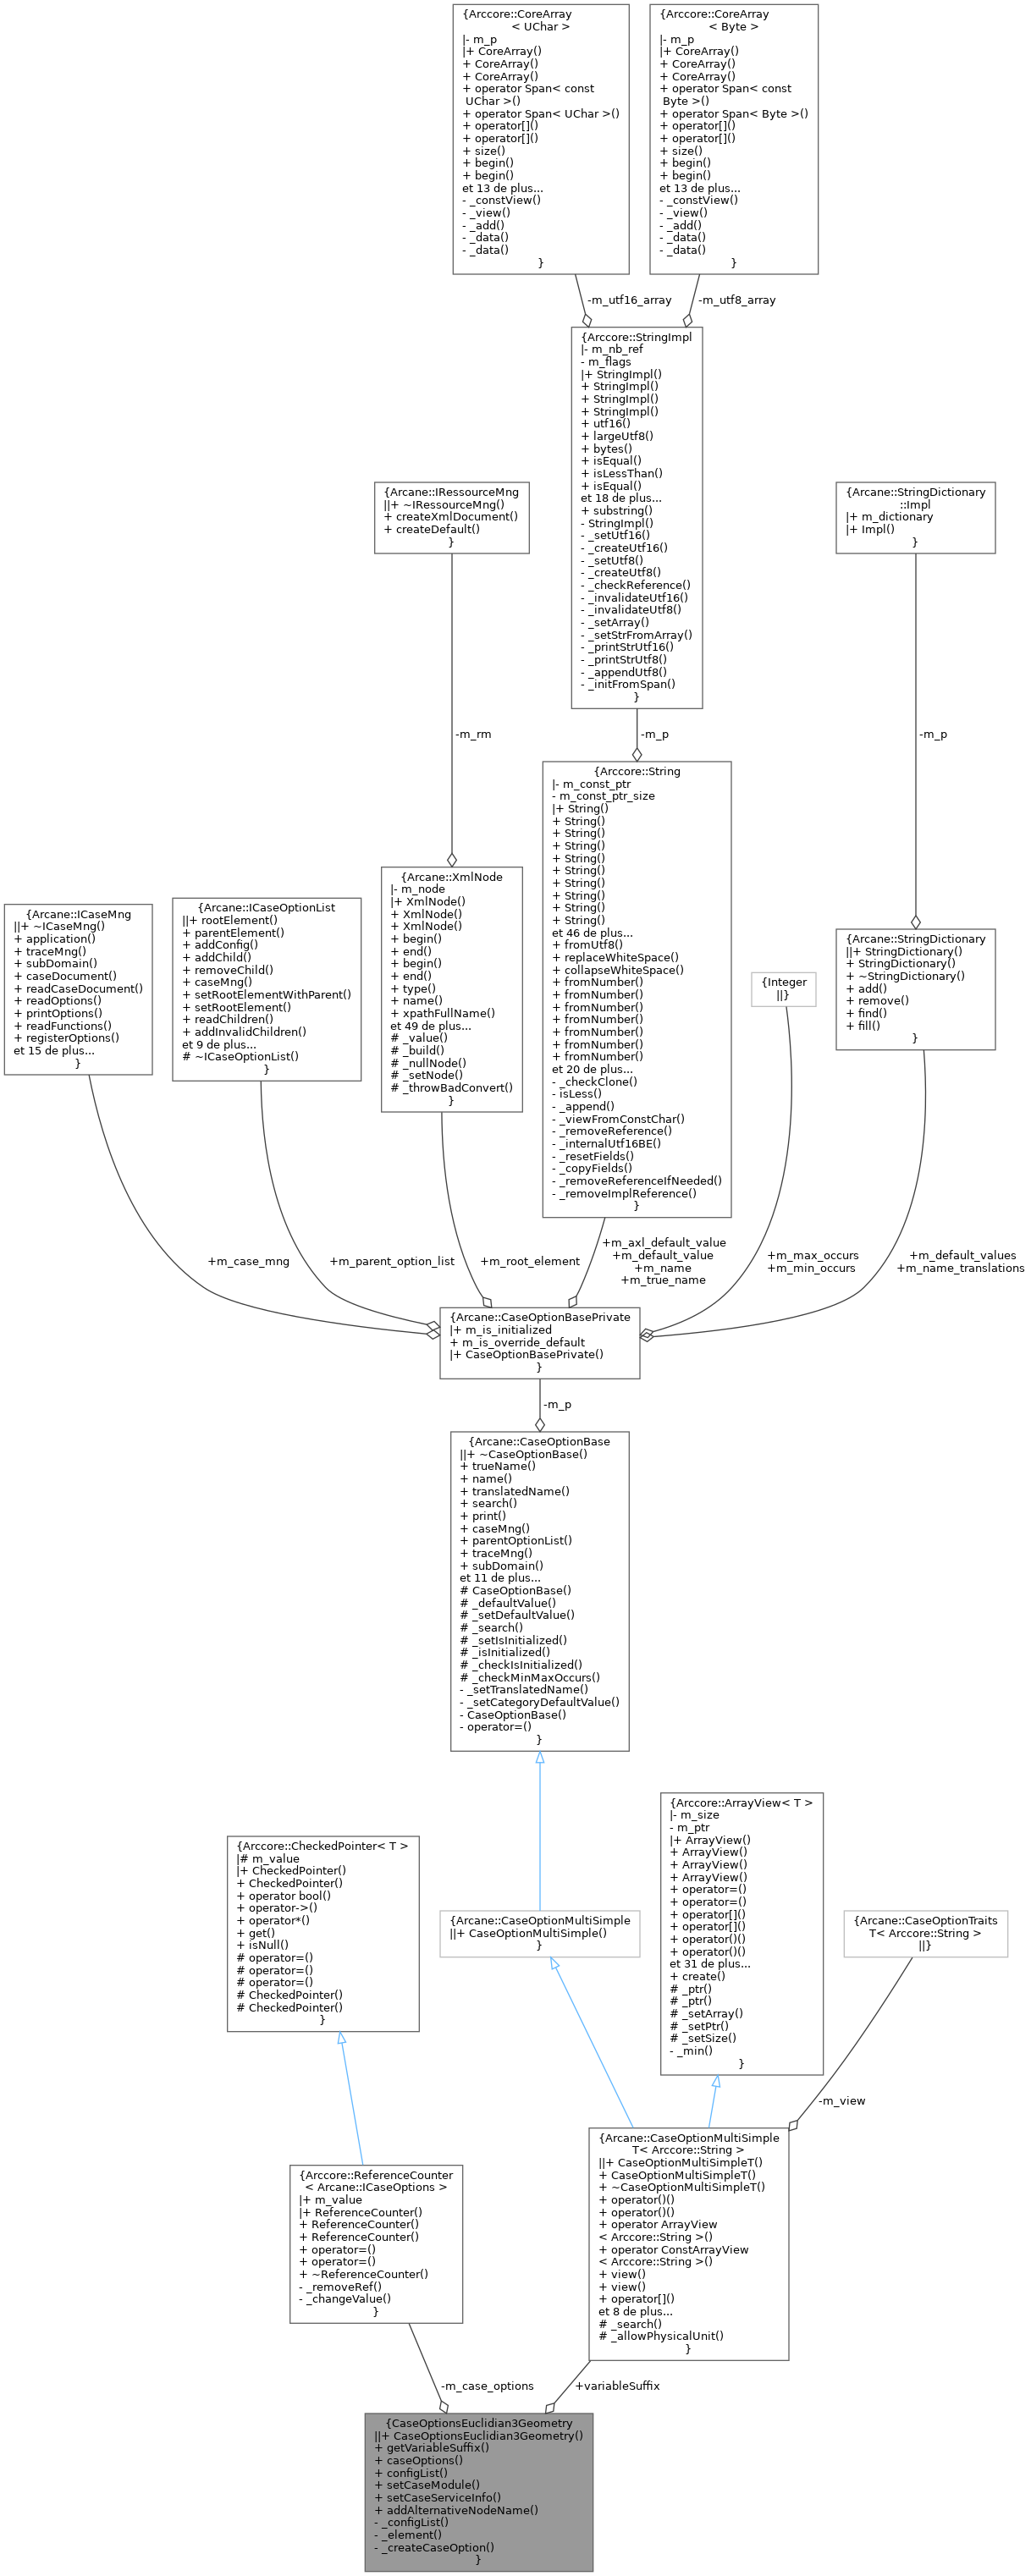 {Arccore::CoreArray
< UChar >
|- m_p
|+ CoreArray()
+ CoreArray()
+ CoreArray()
+ operator Span< const
UChar >()
+ operator Span< UChar >()
+ operator[]()
+ operator[]()
+ size()
+ begin()
+ begin()
et 13 de plus...
- _constView()
- _view()
- _add()
- _data()
- _data()
}
{Arccore::CoreArray
< Byte >
|- m_p
|+ CoreArray()
+ CoreArray()
+ CoreArray()
+ operator Span< const
Byte >()
+ operator Span< Byte >()
+ operator[]()
+ operator[]()
+ size()
+ begin()
+ begin()
et 13 de plus...
- _constView()
- _view()
- _add()
- _data()
- _data()
}
-m_utf16_array
-m_utf8_array
{Arccore::StringImpl
|- m_nb_ref
- m_flags
|+ StringImpl()
+ StringImpl()
+ StringImpl()
+ StringImpl()
+ utf16()
+ largeUtf8()
+ bytes()
+ isEqual()
+ isLessThan()
+ isEqual()
et 18 de plus...
+ substring()
- StringImpl()
- _setUtf16()
- _createUtf16()
- _setUtf8()
- _createUtf8()
- _checkReference()
- _invalidateUtf16()
- _invalidateUtf8()
- _setArray()
- _setStrFromArray()
- _printStrUtf16()
- _printStrUtf8()
- _appendUtf8()
- _initFromSpan()
}
{Arcane::IRessourceMng
||+ ~IRessourceMng()
+ createXmlDocument()
+ createDefault()
}
{Arcane::StringDictionary
::Impl
|+ m_dictionary
|+ Impl()
}
-m_rm
-m_p
-m_p
{Arcane::ICaseMng
||+ ~ICaseMng()
+ application()
+ traceMng()
+ subDomain()
+ caseDocument()
+ readCaseDocument()
+ readOptions()
+ printOptions()
+ readFunctions()
+ registerOptions()
et 15 de plus...
}
{Arcane::ICaseOptionList
||+ rootElement()
+ parentElement()
+ addConfig()
+ addChild()
+ removeChild()
+ caseMng()
+ setRootElementWithParent()
+ setRootElement()
+ readChildren()
+ addInvalidChildren()
et 9 de plus...
# ~ICaseOptionList()
}
{Arcane::XmlNode
|- m_node
|+ XmlNode()
+ XmlNode()
+ XmlNode()
+ begin()
+ end()
+ begin()
+ end()
+ type()
+ name()
+ xpathFullName()
et 49 de plus...
# _value()
# _build()
# _nullNode()
# _setNode()
# _throwBadConvert()
}
{Arccore::String
|- m_const_ptr
- m_const_ptr_size
|+ String()
+ String()
+ String()
+ String()
+ String()
+ String()
+ String()
+ String()
+ String()
+ String()
et 46 de plus...
+ fromUtf8()
+ replaceWhiteSpace()
+ collapseWhiteSpace()
+ fromNumber()
+ fromNumber()
+ fromNumber()
+ fromNumber()
+ fromNumber()
+ fromNumber()
+ fromNumber()
et 20 de plus...
- _checkClone()
- isLess()
- _append()
- _viewFromConstChar()
- _removeReference()
- _internalUtf16BE()
- _resetFields()
- _copyFields()
- _removeReferenceIfNeeded()
- _removeImplReference()
}
{Integer
||}
{Arcane::StringDictionary
||+ StringDictionary()
+ StringDictionary()
+ ~StringDictionary()
+ add()
+ remove()
+ find()
+ fill()
}
+m_case_mng
+m_parent_option_list
+m_root_element
+m_axl_default_value
+m_default_value
+m_name
+m_true_name
+m_max_occurs
+m_min_occurs
+m_default_values
+m_name_translations
{Arcane::CaseOptionBasePrivate
|+ m_is_initialized
+ m_is_override_default
|+ CaseOptionBasePrivate()
}
-m_p
{Arcane::CaseOptionBase
||+ ~CaseOptionBase()
+ trueName()
+ name()
+ translatedName()
+ search()
+ print()
+ caseMng()
+ parentOptionList()
+ traceMng()
+ subDomain()
et 11 de plus...
# CaseOptionBase()
# _defaultValue()
# _setDefaultValue()
# _search()
# _setIsInitialized()
# _isInitialized()
# _checkIsInitialized()
# _checkMinMaxOccurs()
- _setTranslatedName()
- _setCategoryDefaultValue()
- CaseOptionBase()
- operator=()
}
{Arccore::CheckedPointer< T >
|# m_value
|+ CheckedPointer()
+ CheckedPointer()
+ operator bool()
+ operator->()
+ operator*()
+ get()
+ isNull()
# operator=()
# operator=()
# operator=()
# CheckedPointer()
# CheckedPointer()
}
{Arcane::CaseOptionMultiSimple
||+ CaseOptionMultiSimple()
}
{Arccore::ArrayView< T >
|- m_size
- m_ptr
|+ ArrayView()
+ ArrayView()
+ ArrayView()
+ ArrayView()
+ operator=()
+ operator=()
+ operator[]()
+ operator[]()
+ operator()()
+ operator()()
et 31 de plus...
+ create()
# _ptr()
# _ptr()
# _setArray()
# _setPtr()
# _setSize()
- _min()
}
{Arcane::CaseOptionTraits
T< Arccore::String >
||}
-m_view
{Arccore::ReferenceCounter
< Arcane::ICaseOptions >
|+ m_value
|+ ReferenceCounter()
+ ReferenceCounter()
+ ReferenceCounter()
+ operator=()
+ operator=()
+ ~ReferenceCounter()
- _removeRef()
- _changeValue()
}
{Arcane::CaseOptionMultiSimple
T< Arccore::String >
||+ CaseOptionMultiSimpleT()
+ CaseOptionMultiSimpleT()
+ ~CaseOptionMultiSimpleT()
+ operator()()
+ operator()()
+ operator ArrayView
< Arccore::String >()
+ operator ConstArrayView
< Arccore::String >()
+ view()
+ view()
+ operator[]()
et 8 de plus...
# _search()
# _allowPhysicalUnit()
}
-m_case_options
+variableSuffix
{CaseOptionsEuclidian3Geometry
||+ CaseOptionsEuclidian3Geometry()
+ getVariableSuffix()
+ caseOptions()
+ configList()
+ setCaseModule()
+ setCaseServiceInfo()
+ addAlternativeNodeName()
- _configList()
- _element()
- _createCaseOption()
}